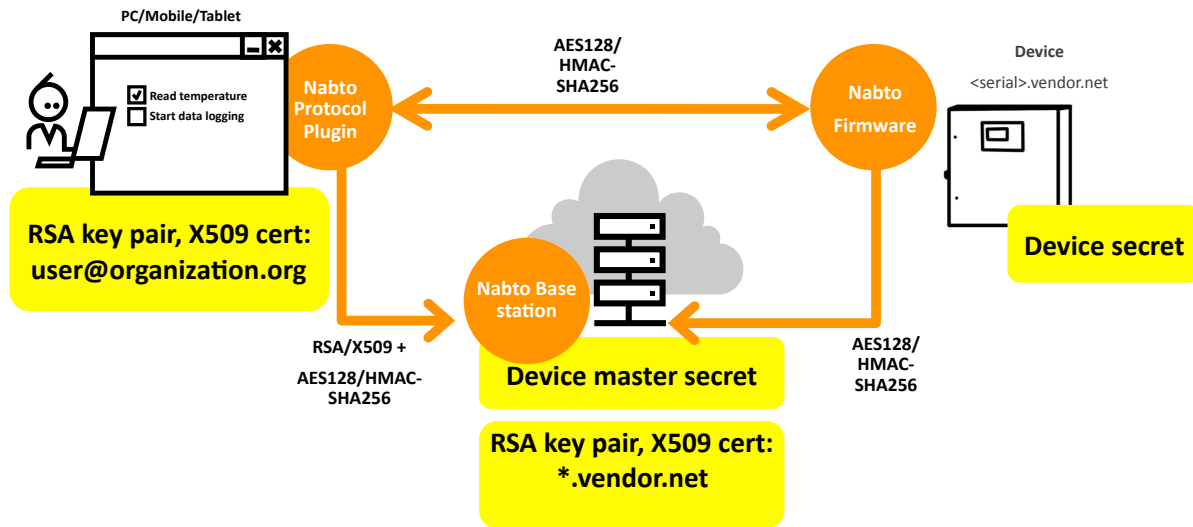 PC/Mobile/Tablet
Read temperature
Start data logging
Nabto
Protocol
Plugin
AES128/
HMAC-
SHA256
Nabto
Firmware
Device
<serial>.vendor.net
RSA key pair, X509 cert:
user@organization.org
Device secret
Nabto Base
station
RSA/X509 +
AES128/HMAC-
SHA256
Device master secret
AES128/
HMAC-
SHA256
RSA key pair, X509 cert:
*.vendor.net